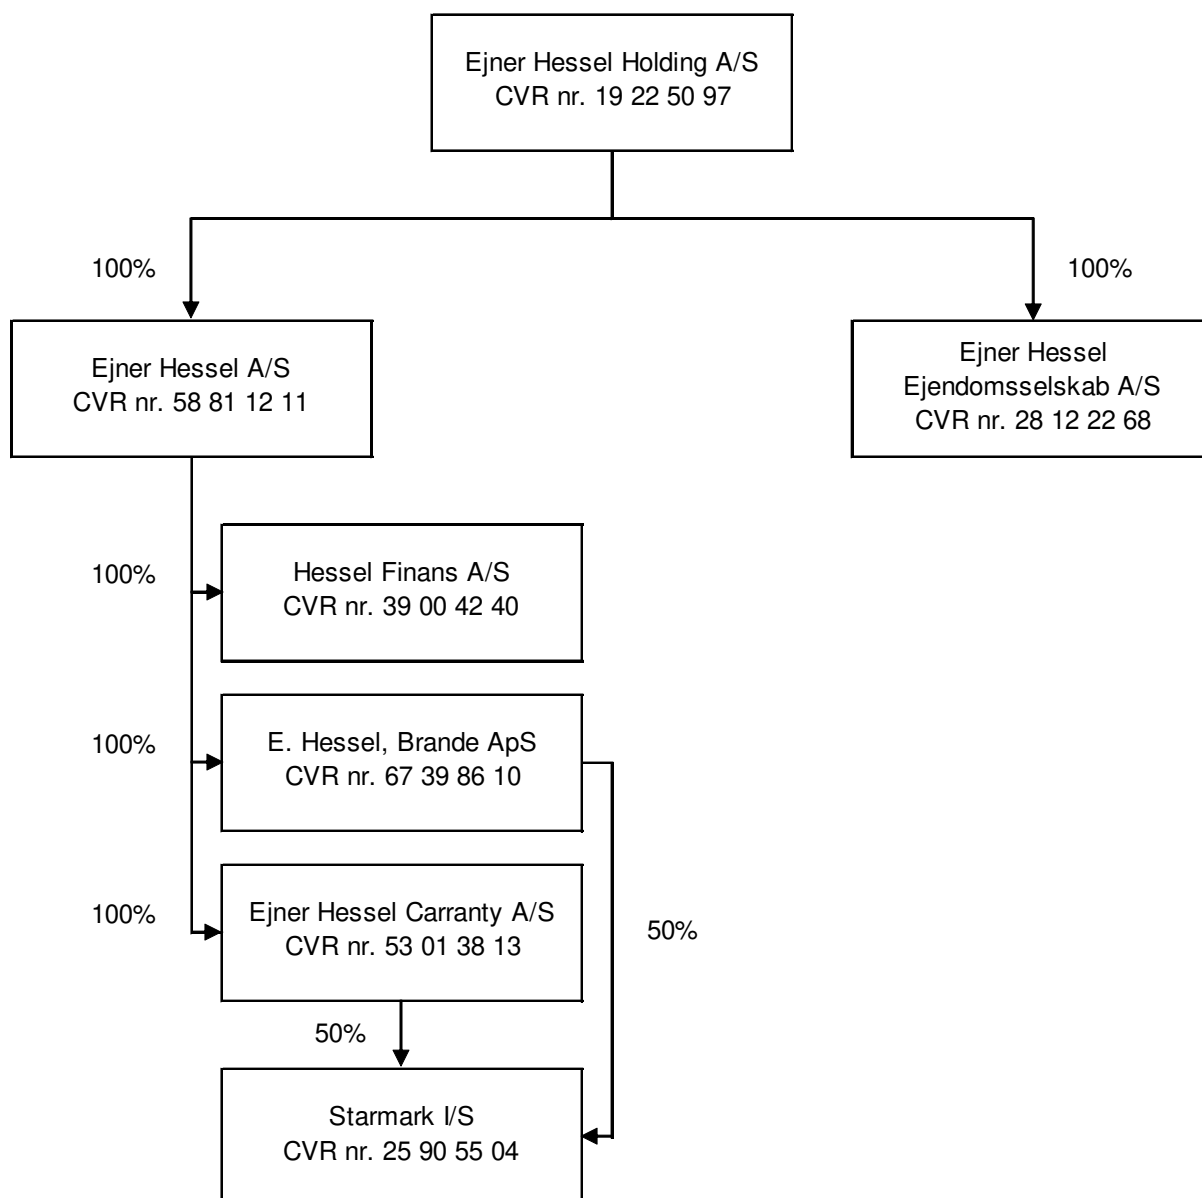 Ejner Hessel Holding A/S
CVR nr. 19 22 50 97
100%
100%
Ejner Hessel A/S
CVR nr. 58 81 12 11
Ejner Hessel
Ejendomsselskab A/S
CVR nr. 28 12 22 68
100%
Hessel Finans A/S
CVR nr. 39 00 42 40
100%
E. Hessel, Brande ApS
CVR nr. 67 39 86 10
100%
Ejner Hessel Carranty A/S
CVR nr. 53 01 38 13
50%
50%
Starmark I/S
CVR nr. 25 90 55 04